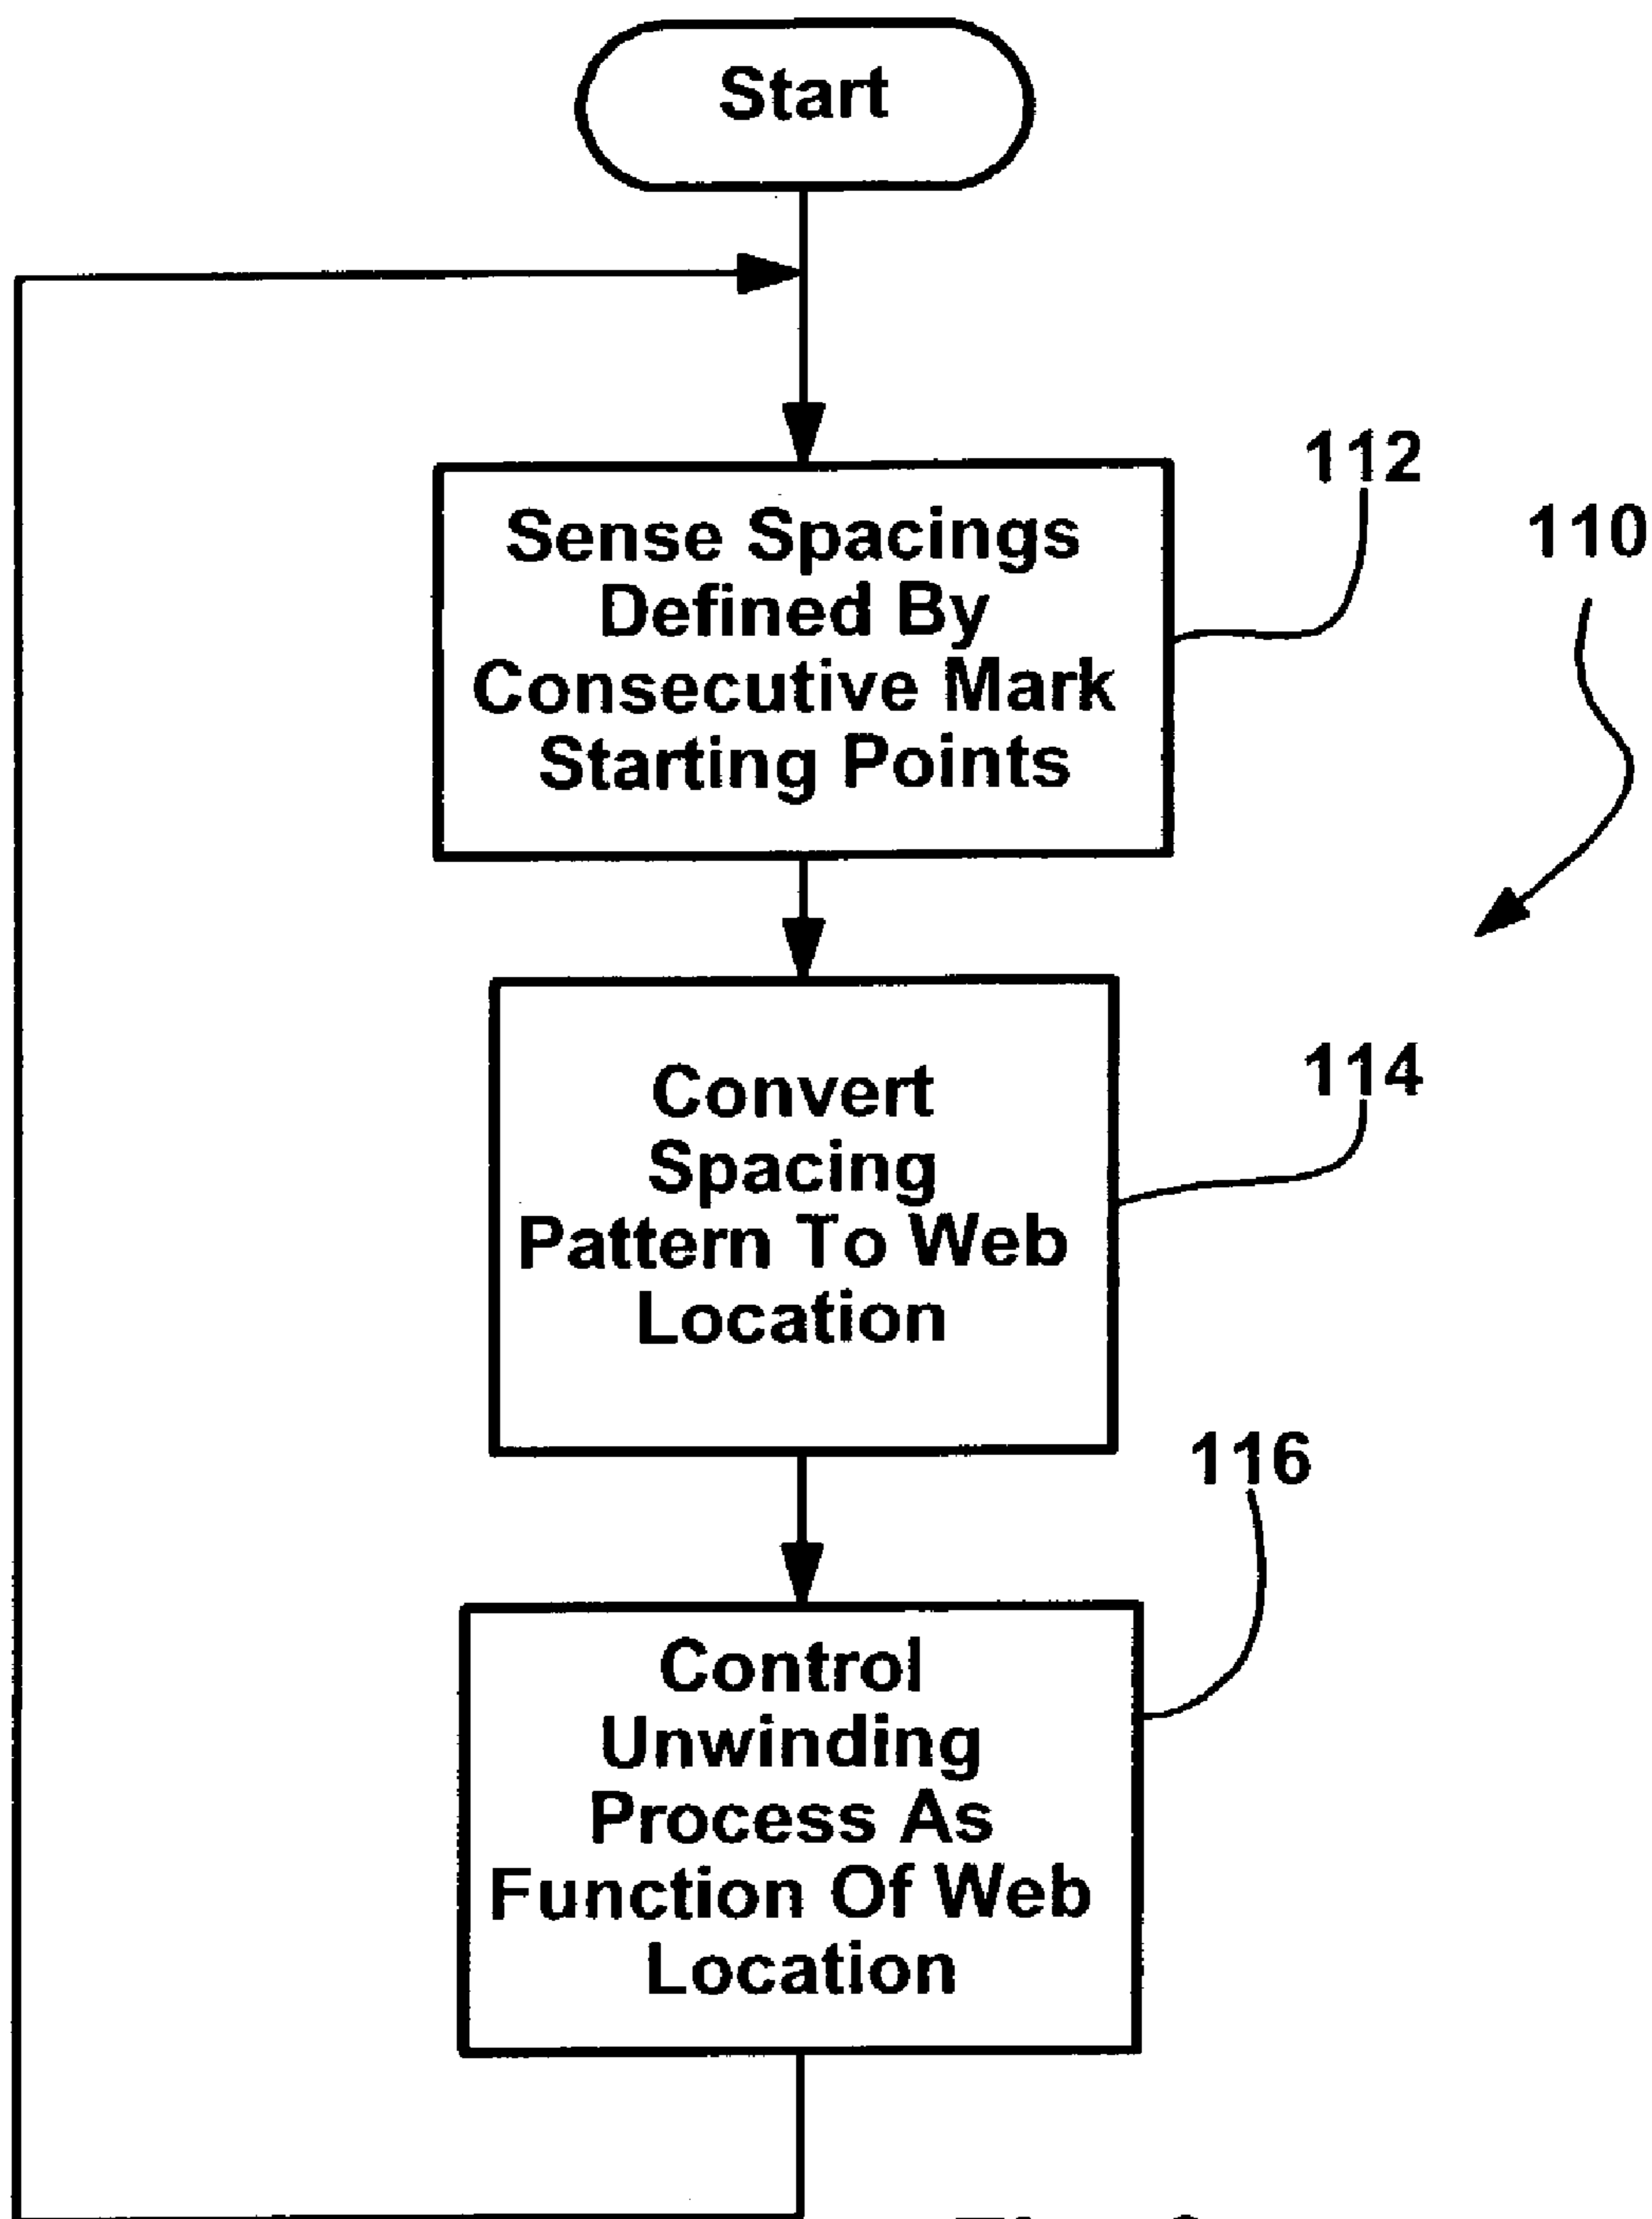 Start
112
110
Sense Spacings
Defined By
Consecutive Mark
Starting Points
114
Convert
Spacing
Pattern To Web
Location
116
Control
Unwinding
Process As
Function Of Web
Location